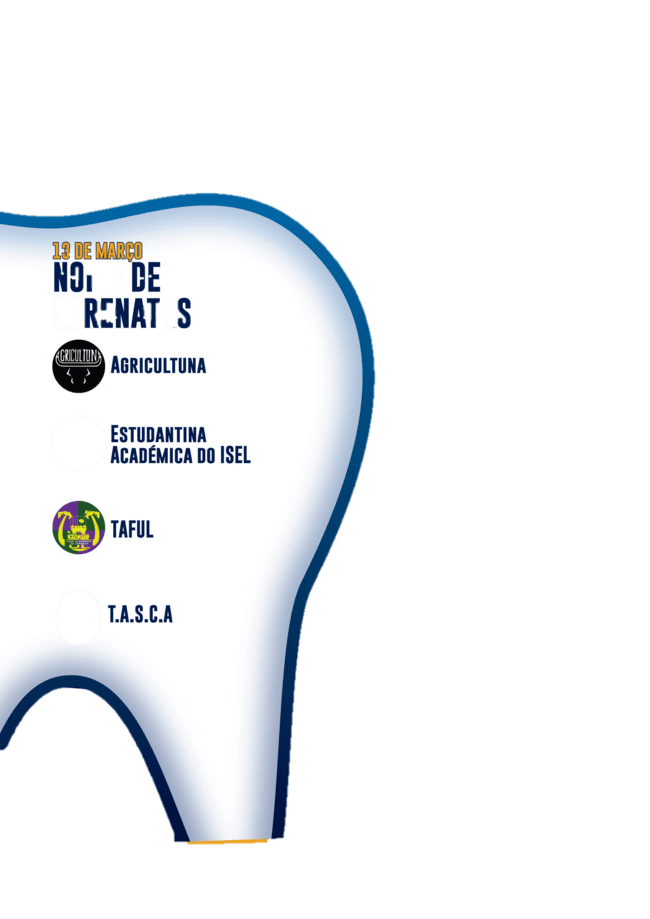 13 DE MARÇO
DE
AGRICULTUNA
ESTUDANTINA
ACADÉMICA DO ISEL
TAFUL
T.A.S.C.A